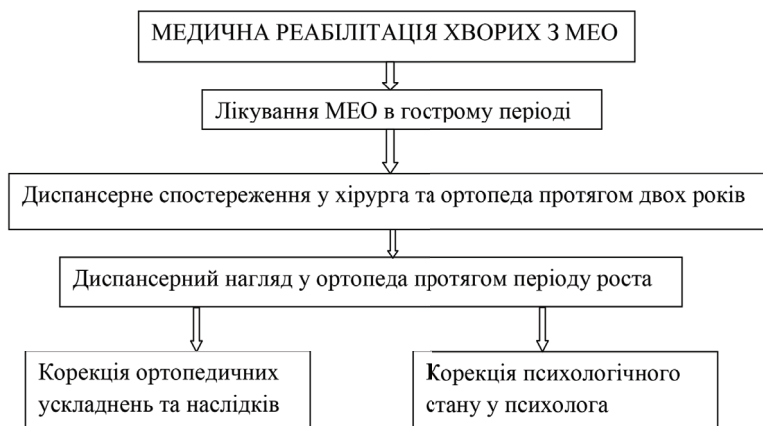 МЕДИЧНА РЕАБІЛІТАЦІЯ ХВОРИХ З МЕО
Лікування МЕО в гострому періоді
Диспансерне спостереження у хірурга та ортопеда протягом двох років
Диспансерний нагляд у ортопеда протягом періоду роста
Корекція ортопедичних
ускладнень та наслідків
Корекція психологічного
стану у психолога